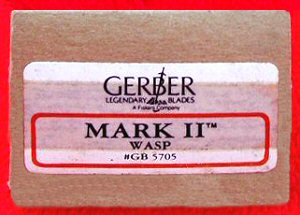 GERBER
LEGENDARY BLADES
A Fiskars Company
MARK II™
WASP
#GB 5705